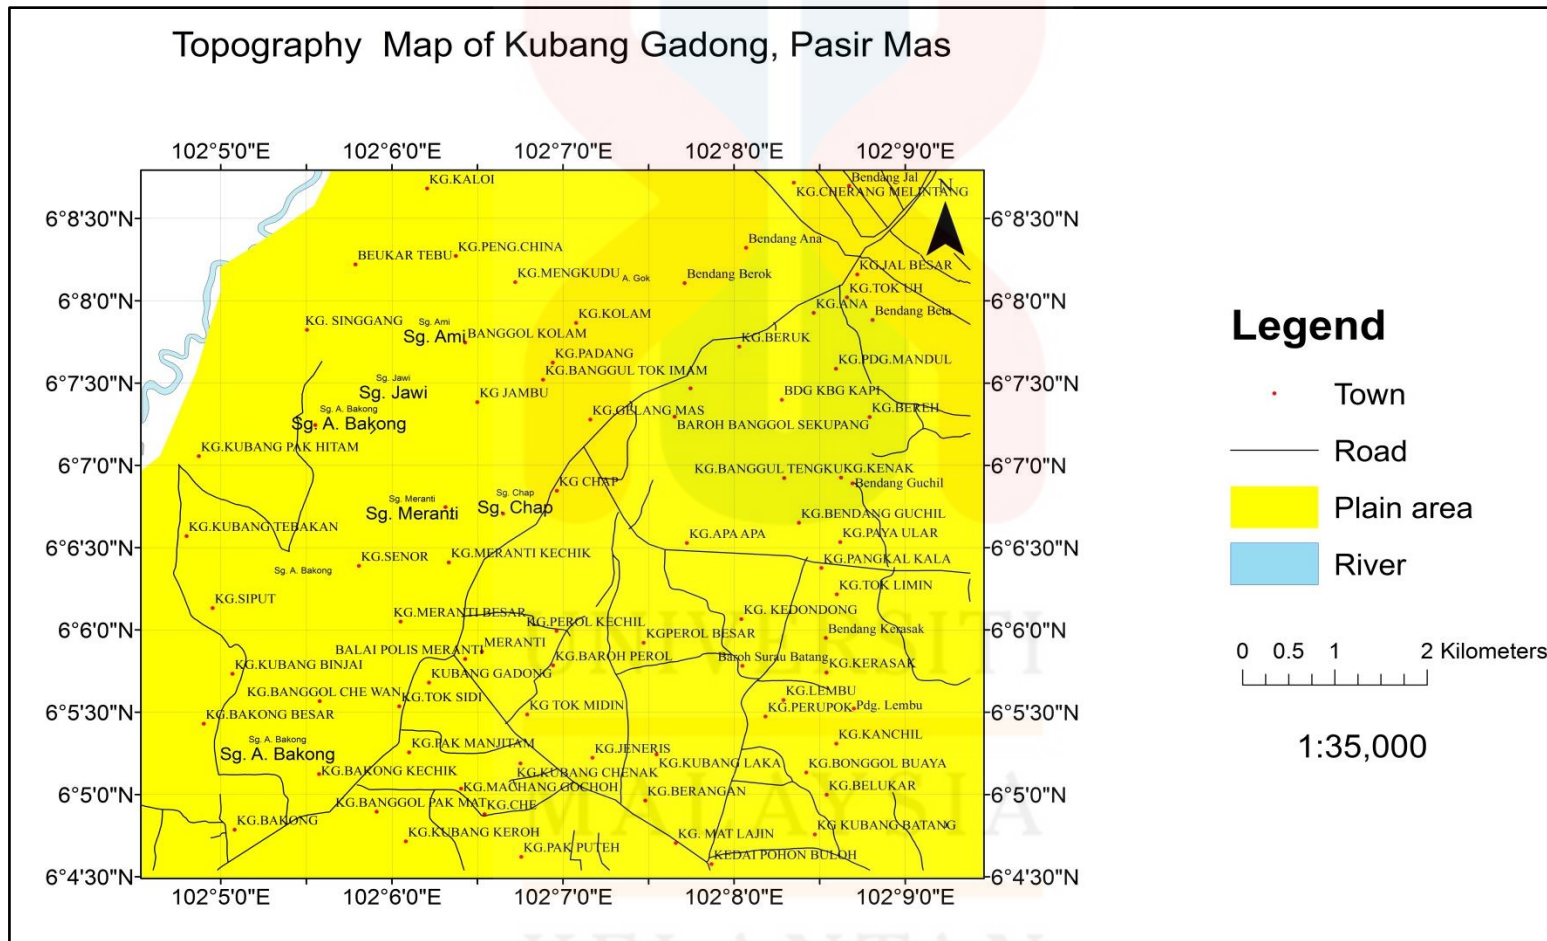 Topography Map of Kubang Gadong, Pasir Mas
102°5'0"E 102°6'0"E 102°7'0"E 102°8'0"E 102°9'0"E
KG.KALOI
Bendang Jal
N
KG.CHERANG MELINTANG
6°8'30"N 6°8'30"N
Bendang Ana
KG.PENG.CHINA
BEUKAR TEBU
KG.MENGKUDU
A. Gok
Bendang Berok
KG.JAL BESAR
KG.TOK UH
6°8'0"N 6°8'0"N
KG.ANA
Bendang Beta
KG.KOLAM
KG. SINGGANG
Sg. Ami
Sg. Ami
BANGGOL KOLAM
KG.BERUK
KG.PADANG
KG.PDG.MANDUL
KG.BANGGUL TOK IMAM
6°7'30"N 6°7'30"N
Sg. Jawi
Sg. Jawi
KG JAMBU
BDG KBG KAPI
Sg. A. Bakong
Sg. A. Bakong
KG.GELANG MAS
KG.BEREH
BAROH BANGGOL SEKUPANG
KG.KUBANG PAK HITAM
6°7'0"N 6°7'0"N
KG.BANGGUL TENGKU
KG.KENAK
KG CHAP
Bendang Guchil
Sg. Meranti
Sg. Meranti
Sg. Chap
Sg. Chap
KG.BENDANG GUCHIL
KG.KUBANG TEBAKAN
KG.APA APA
KG.PAYA ULAR
6°6'30"N 6°6'30"N
KG.SENOR
KG.MERANTI KECHIK
KG.PANGKAL KALA
Sg. A. Bakong
KG.TOK LIMIN
KG.SIPUT
KG.MERANTI BESAR
KG. KEDONDONG
KG.PEROL KECHIL
6°6'0"N 6°6'0"N
KGPEROL BESAR
Bendang Kerasak
BALAI POLIS MERANTI
MERANTI
KG.BAROH PEROL
Baroh Surau Batang
KG.KERASAK
KG.KUBANG BINJAI
KUBANG GADONG
KG.BANGGOL CHE WAN
KG.TOK SIDI
KG.LEMBU
KG.PERUPOK
Pdg. Lembu
KG TOK MIDIN
KG.BAKONG BESAR
6°5'30"N 6°5'30"N
Sg. A. Bakong
Sg. A. Bakong
KG.PAK MANJITAM
KG.JENERIS
KG.KANCHIL
KG.KUBANG LAKA
KG.BONGGOL BUAYA
KG.BAKONG KECHIK
KG.KUBANG CHENAK
KG.MACHANG GOCHOH
KG.BERANGAN
KG.BELUKAR
6°5'0"N 6°5'0"N
KG.BANGGOL PAK MAT
KG.CHE
KG.BAKONG
KG.KUBANG KEROH
KG. MAT LAJIN
KG KUBANG BATANG
KG.PAK PUTEH
KEDAI POHON BULOH
6°4'30"N 6°4'30"N
102°5'0"E 102°6'0"E 102°7'0"E 102°8'0"E 102°9'0"E
Legend
Town
Road
Plain area
River
0 0.5 1 2 Kilometers
1:35,000
UNIVERSITI
MALAYSIA
KELANTAN